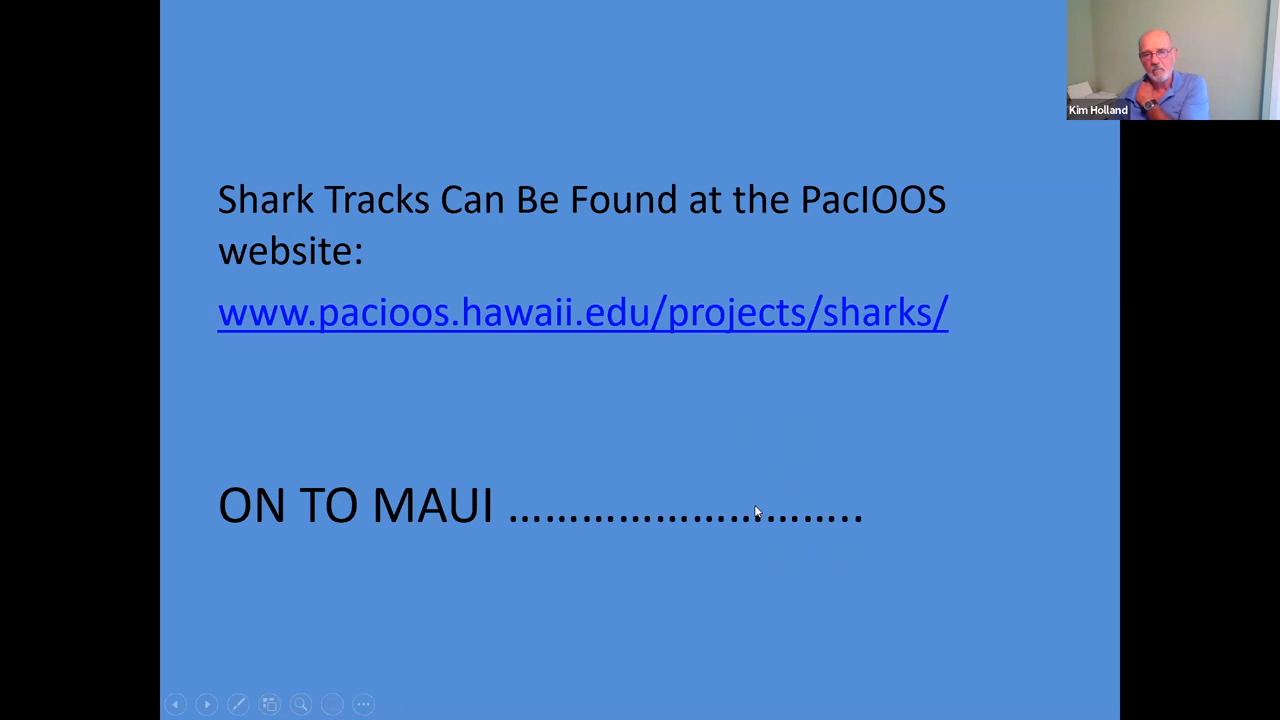 Kim Holland
Shark Tracks Can Be Found at the PacIOOS
website:
www.pacioos.hawaii.edu/projects/sharks/
ON TO MAUI ………………………..